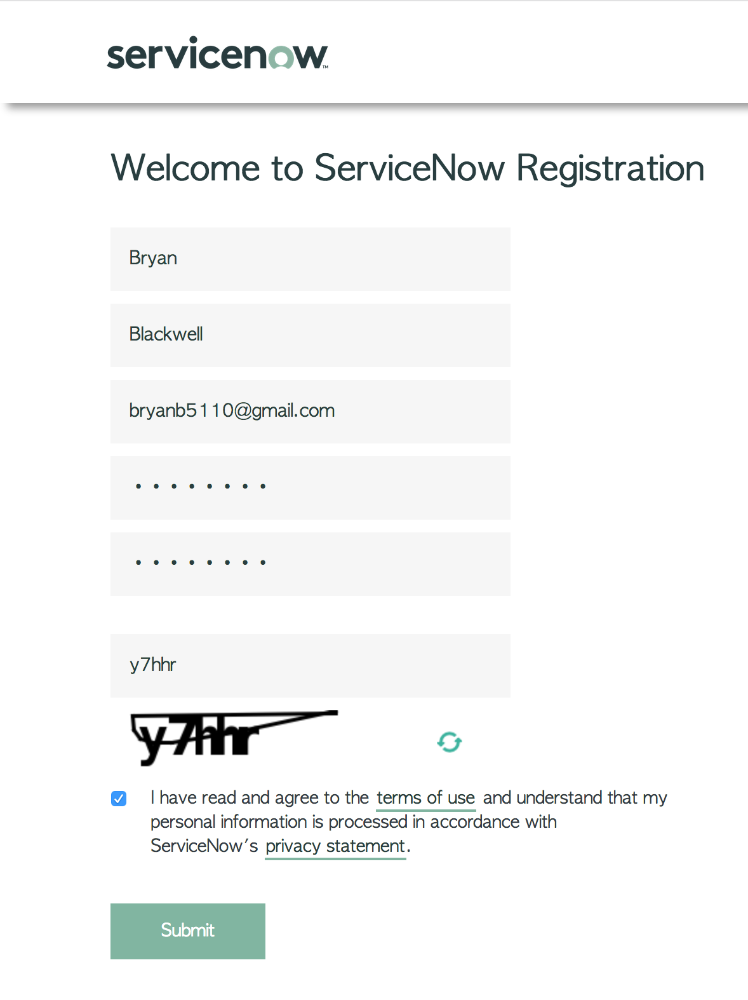 servicenow™
Welcome to ServiceNow Registration
Bryan
Blackwell
bryanb5110@gmail.com
• • • • • • • •
• • • • • • • •
y7hhr
y7hhr
I have read and agree to the terms of use and understand that my
personal information is processed in accordance with
ServiceNow's privacy statement.
Submit